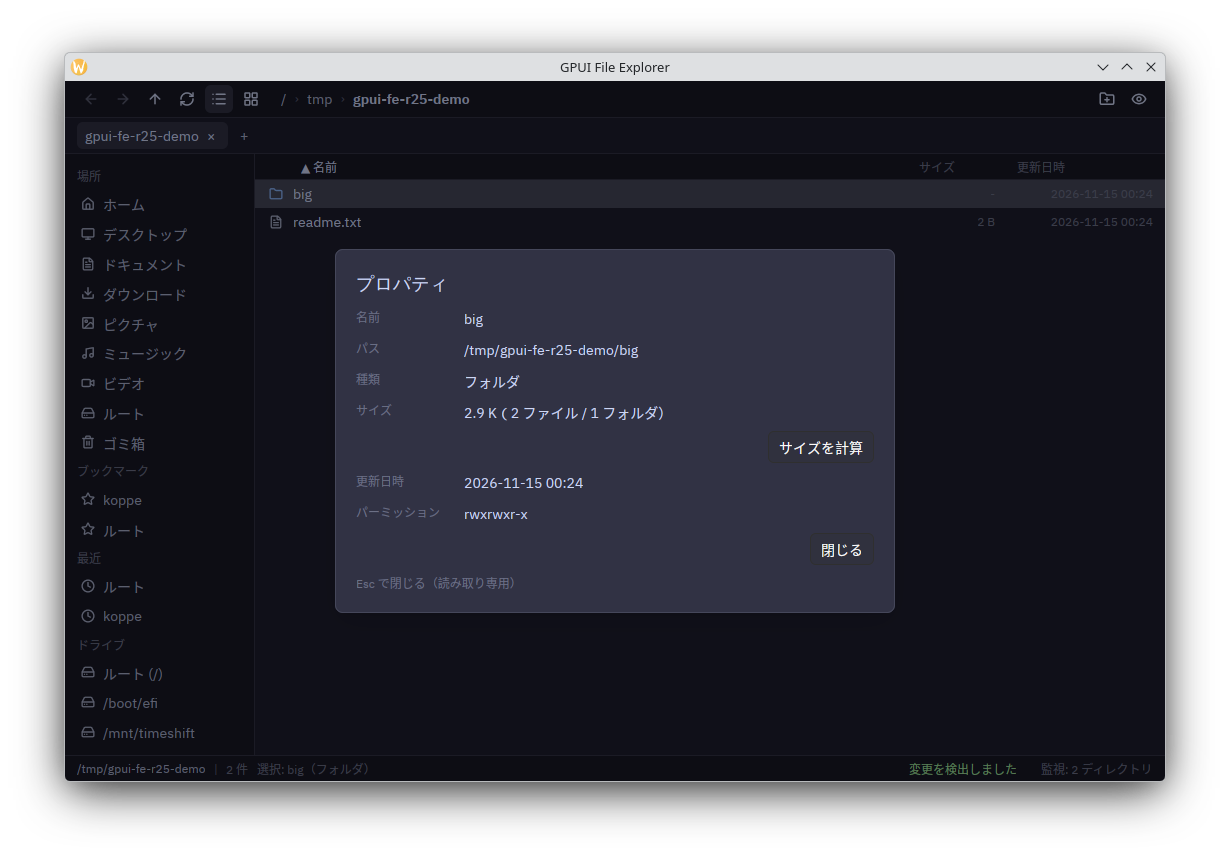 GPUI File Explorer
/ › tmp › gpui-fe-r25-demo
gpui-fe-r25-demo × +
場所
ホーム
デスクトップ
ドキュメント
ダウンロード
ピクチャ
ミュージック
ビデオ
ルート
ゴミ箱
ブックマーク
koppe
ルート
最近
ルート
koppe
ドライブ
ルート (/)
/boot/efi
/mnt/timeshift
▲名前 サイズ 更新日時
big - 2026-11-15 00:24
readme.txt 2 B 2026-11-15 00:24
プロパティ
名前 big
パス /tmp/gpui-fe-r25-demo/big
種類 フォルダ
サイズ 2.9 K ( 2 ファイル / 1 フォルダ)
サイズを計算
更新日時 2026-11-15 00:24
パーミッション rwxrwxr-x
閉じる
Esc で閉じる（読み取り専用）
/tmp/gpui-fe-r25-demo | 2 件 選択: big（フォルダ） 変更を検出しました 監視: 2 ディレクトリ